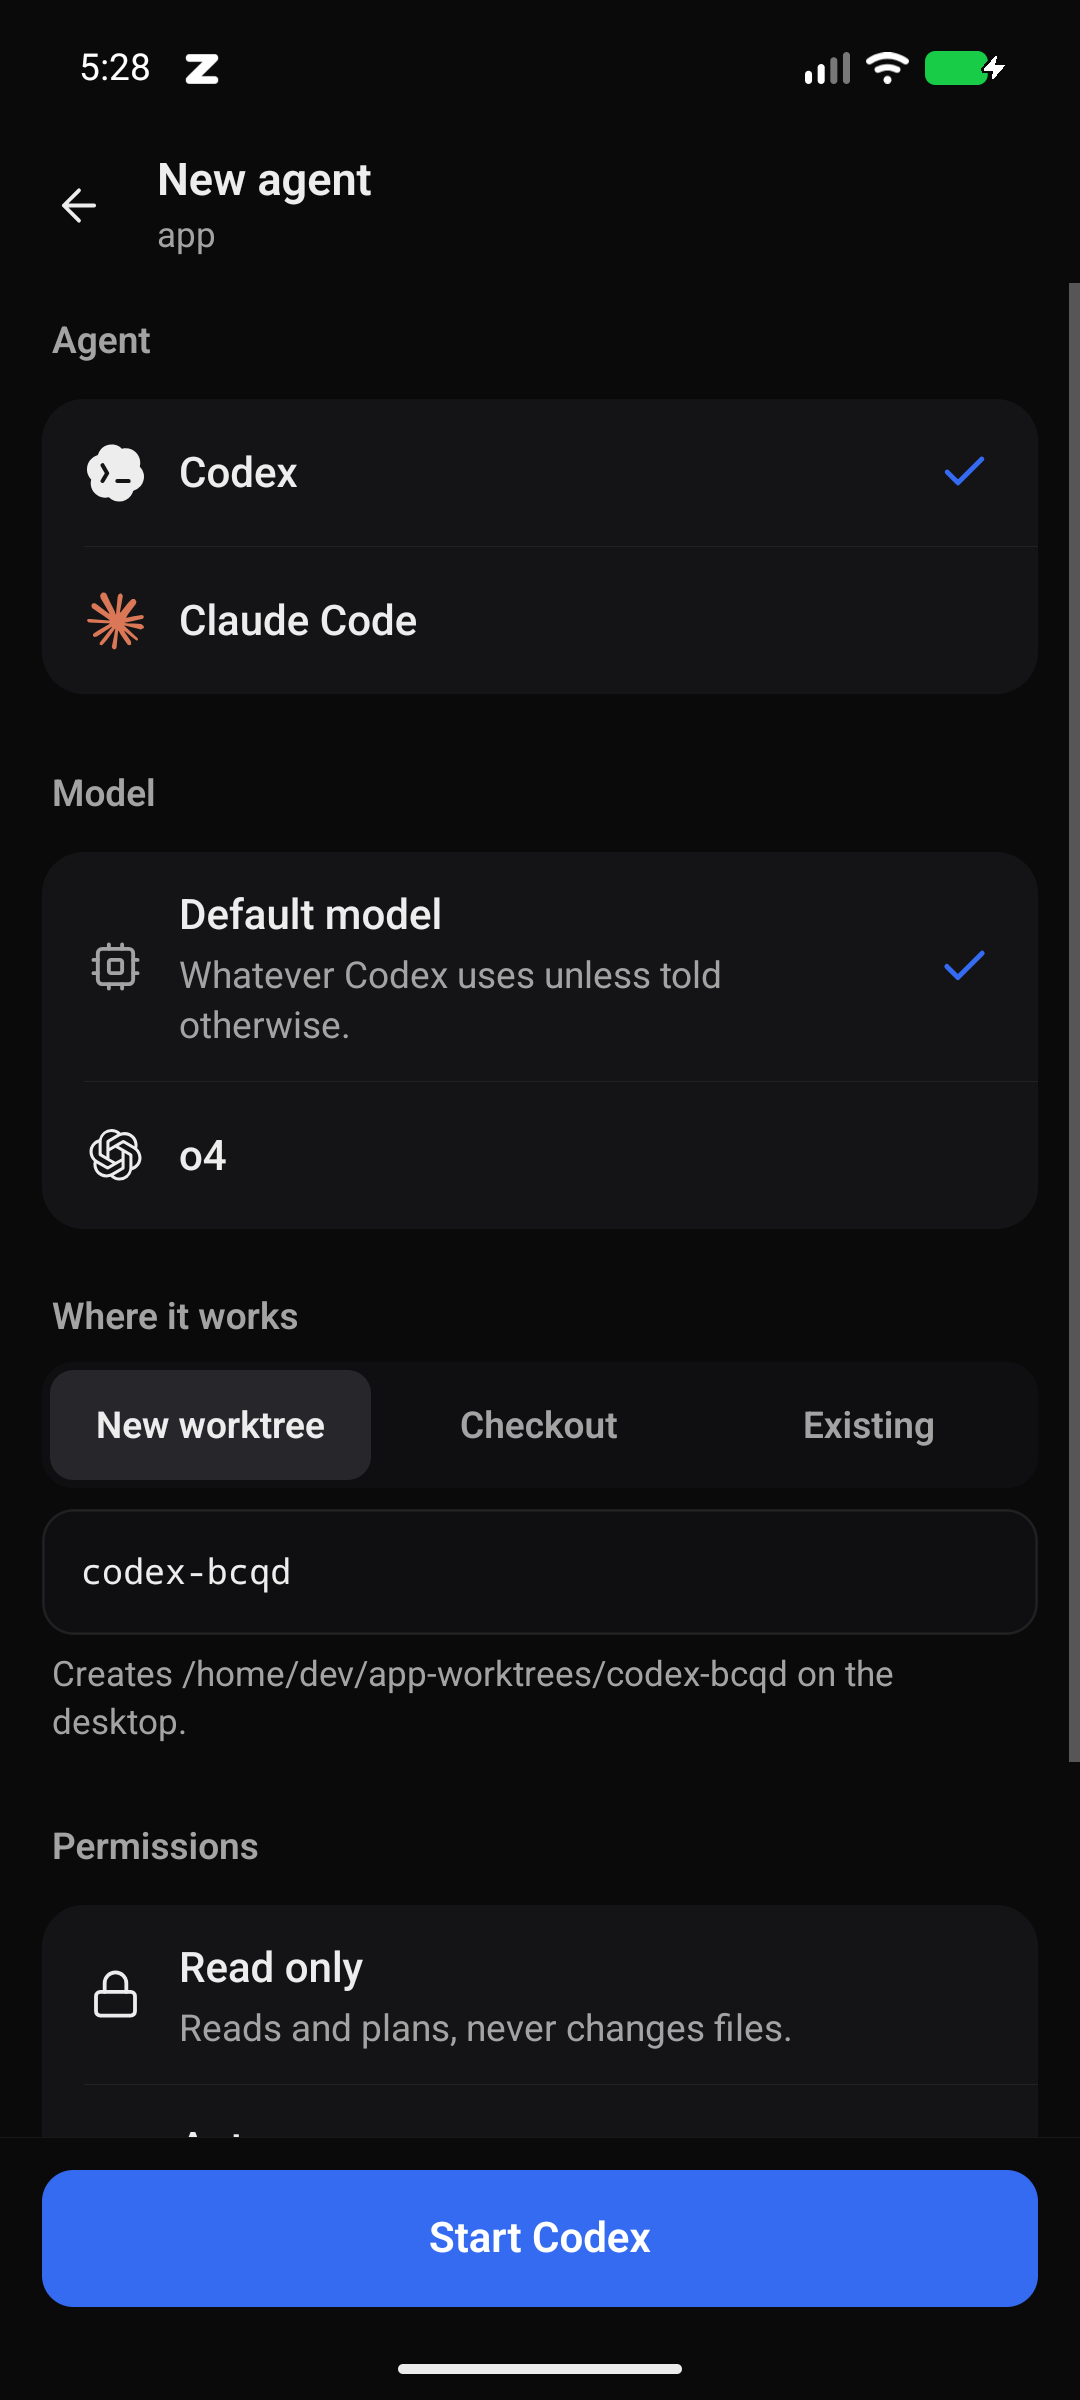 5:28
New agent
app
Agent
Codex
Claude Code
Model
Default model
Whatever Codex uses unless told
otherwise.
o4
Where it works
New worktree
Checkout
Existing
codex-bcqd
Creates /home/dev/app-worktrees/codex-bcqd on the
desktop.
Permissions
Read only
Reads and plans, never changes files.
Start Codex